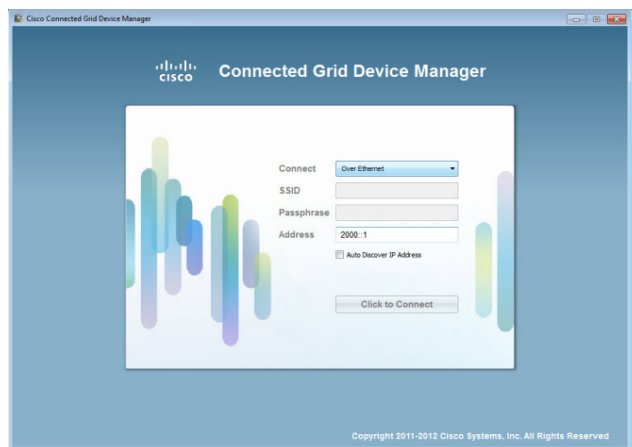 Cisco Connected Grid Device Manager
CISCO
Connected Grid Device Manager
Connect
Over Ethernet
SSID
Passphrase
Address
2000::1
Auto Discover IP Address
Click to Connect
Copyright 2011-2012 Cisco Systems, Inc. All Rights Reserved